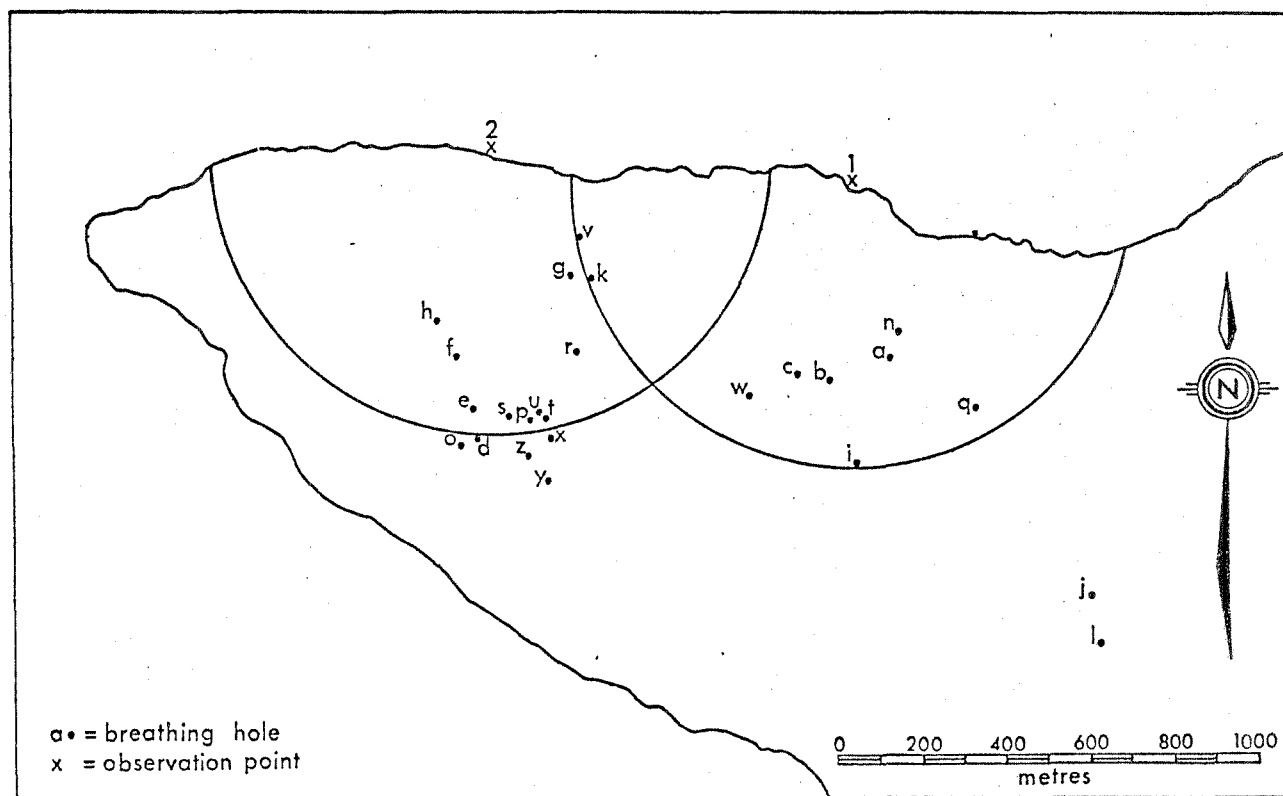 2
x
1
x
v
g k
h
n
f
r
a
c b
w
e
s p u t
q
o d
x
z
i
y
N
j
l
a• = breathing hole
x = observation point
0 200 400 600 800 1000
metres